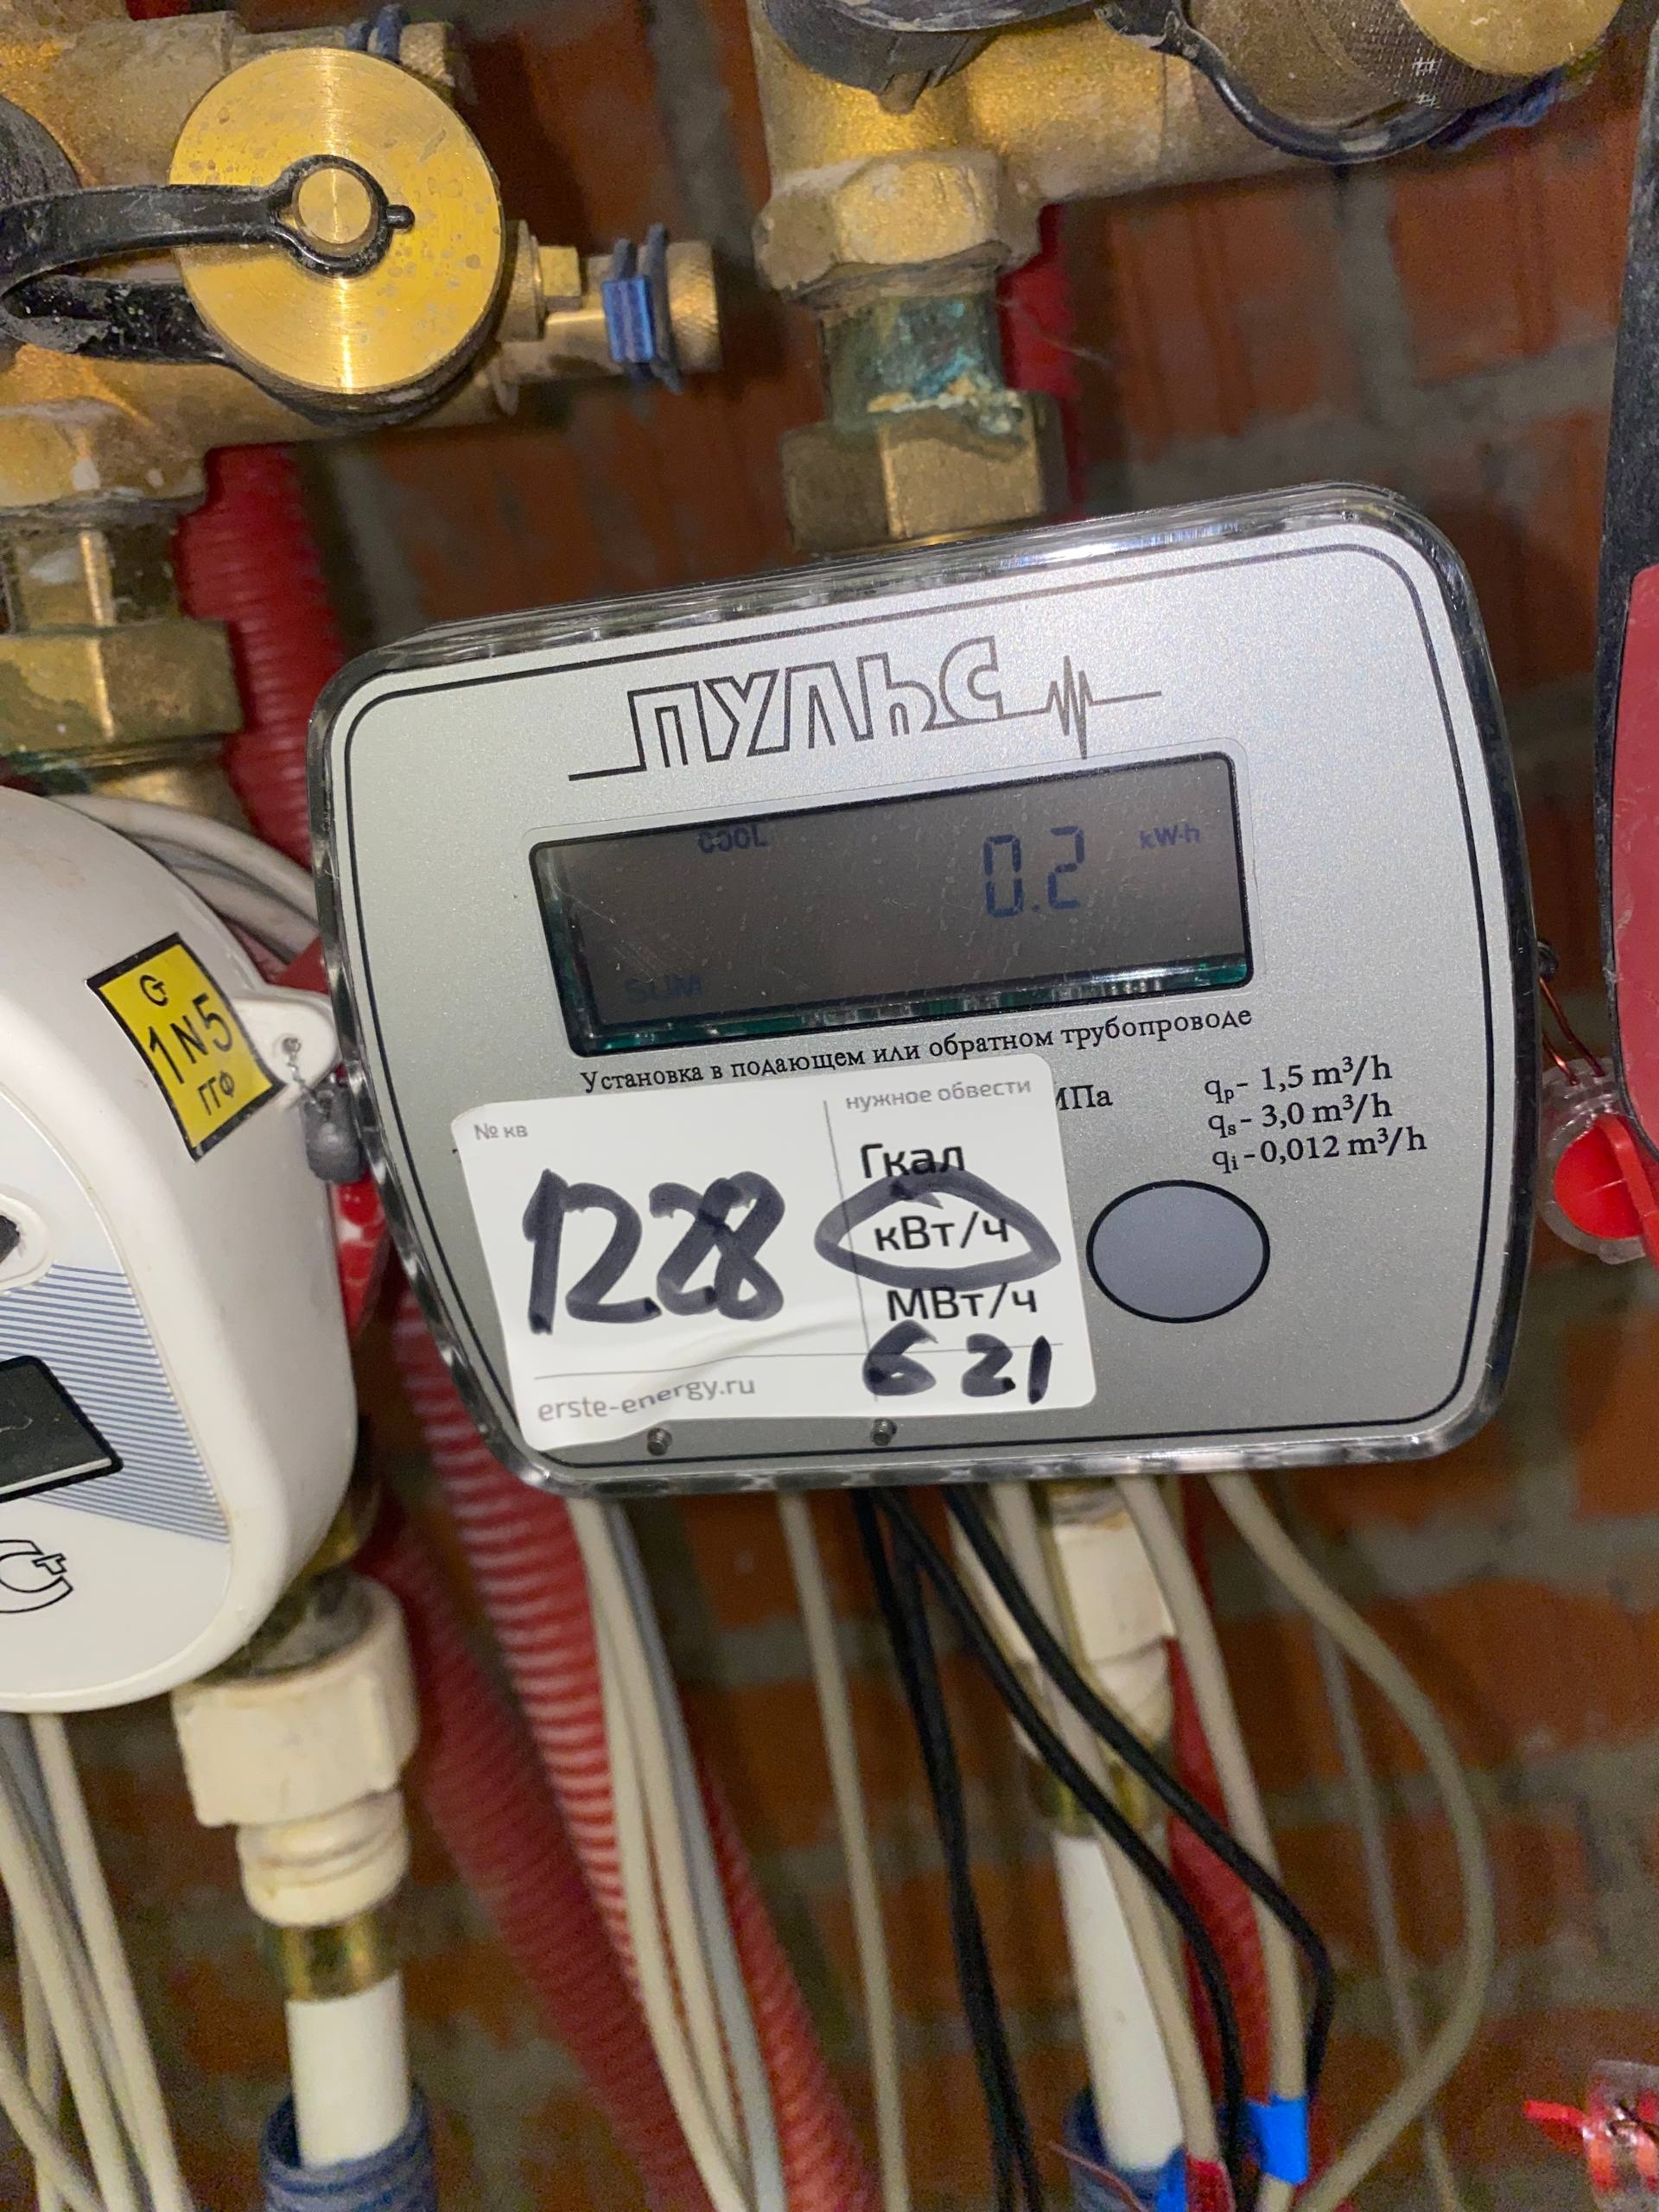 ПУЛЬС
COOL
0.2 kW·h
SUM
Установка в подающем или обратном трубопроводе
МПа
qp - 1,5 m³/h
qs - 3,0 m³/h
qi - 0,012 m³/h
№ кв
нужное обвести
1228
Гкал
кВт/ч
МВт/ч
621
erste-energy.ru
1N5
ГГФ